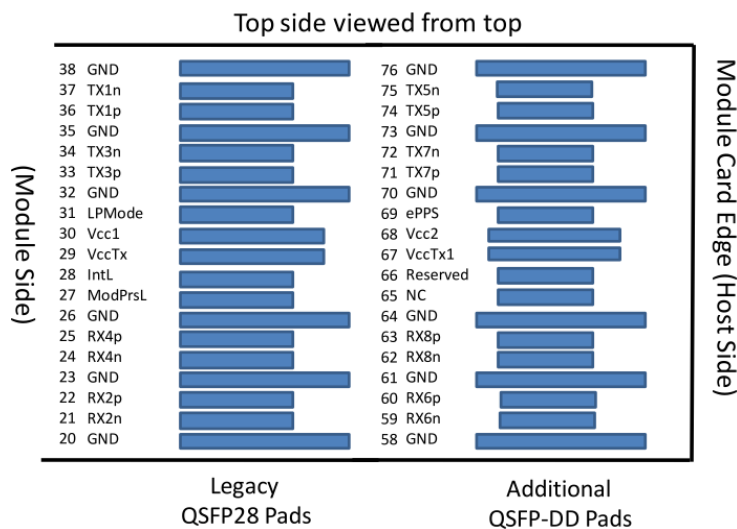 Top side viewed from top
38 GND 76 GND
37 TX1n 75 TX5n
36 TX1p 74 TX5p
35 GND 73 GND
34 TX3n 72 TX7n
33 TX3p 71 TX7p
32 GND 70 GND
31 LPMode 69 ePPS
30 Vcc1 68 Vcc2
29 VccTx 67 VccTx1
28 IntL 66 Reserved
27 ModPrsL 65 NC
26 GND 64 GND
25 RX4p 63 RX8p
24 RX4n 62 RX8n
23 GND 61 GND
22 RX2p 60 RX6p
21 RX2n 59 RX6n
20 GND 58 GND
(Module Side)
Module Card Edge (Host Side)
Legacy
QSFP28 Pads
Additional
QSFP-DD Pads